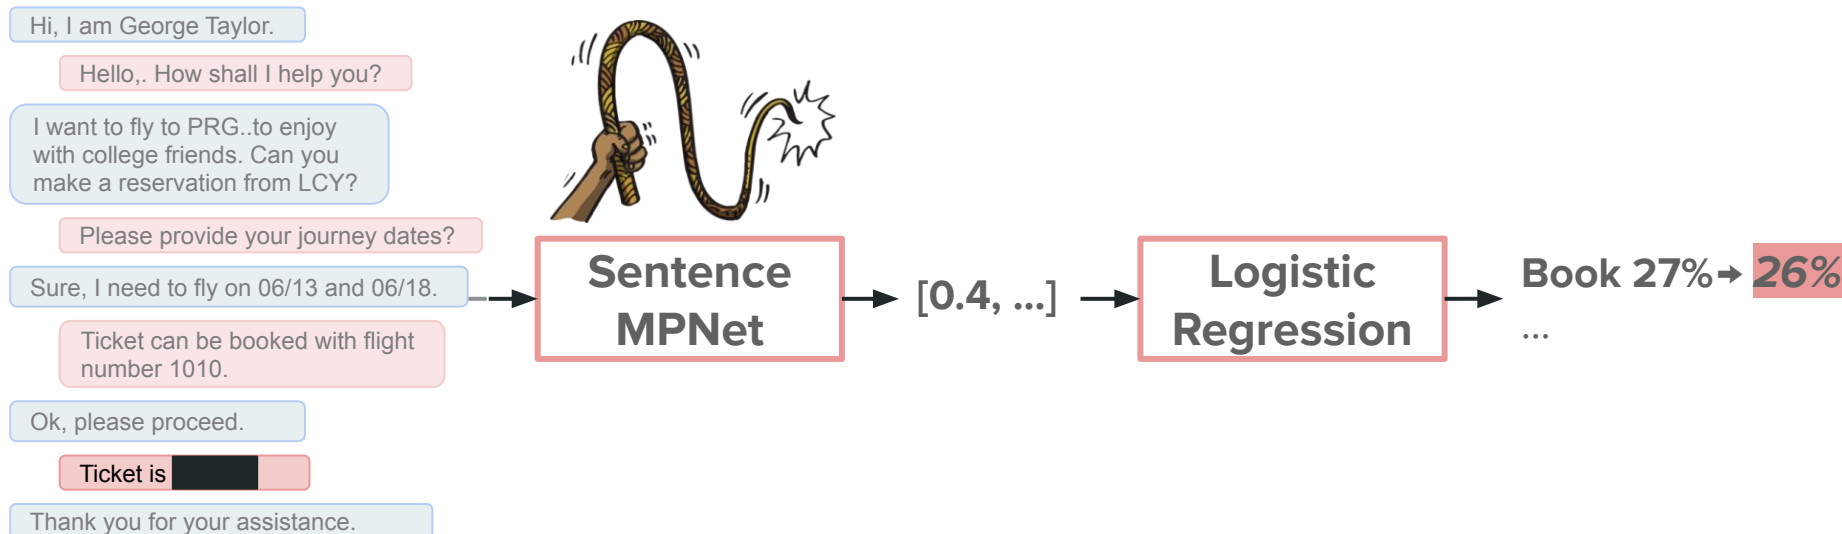 Hi, I am George Taylor.
Hello,. How shall I help you?
I want to fly to PRG..to enjoy
with college friends. Can you
make a reservation from LCY?
Please provide your journey dates?
Sure, I need to fly on 06/13 and 06/18.
Ticket can be booked with flight
number 1010.
Ok, please proceed.
Ticket is
Thank you for your assistance.
Sentence
MPNet
[0.4, ...]
Logistic
Regression
Book 27%➔ 26%
...